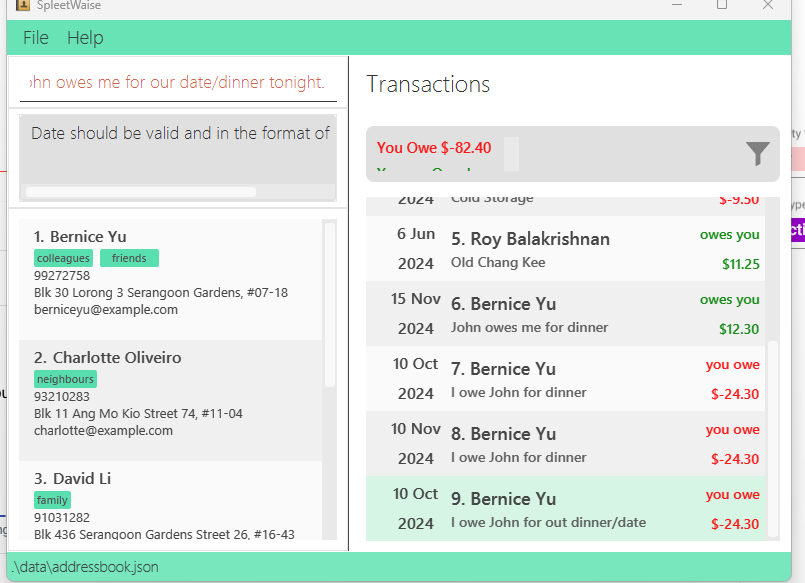 SpleetWaise
File Help
ohn owes me for our date/dinner tonight.
Date should be valid and in the format of
1. Bernice Yu
colleagues friends
99272758
Blk 30 Lorong 3 Serangoon Gardens, #07-18
berniceyu@example.com
2. Charlotte Oliveiro
neighbours
93210283
Blk 11 Ang Mo Kio Street 74, #11-04
charlotte@example.com
3. David Li
family
91031282
Blk 436 Serangoon Gardens Street 26, #16-43
Transactions
You Owe $-82.40
2024 Cold Storage $-9.50
6 Jun 5. Roy Balakrishnan owes you
2024 Old Chang Kee $11.25
15 Nov 6. Bernice Yu owes you
2024 John owes me for dinner $12.30
10 Oct 7. Bernice Yu you owe
2024 I owe John for dinner $-24.30
10 Nov 8. Bernice Yu you owe
2024 I owe John for dinner $-24.30
10 Oct 9. Bernice Yu you owe
2024 I owe John for out dinner/date $-24.30
.\data\addressbook.json